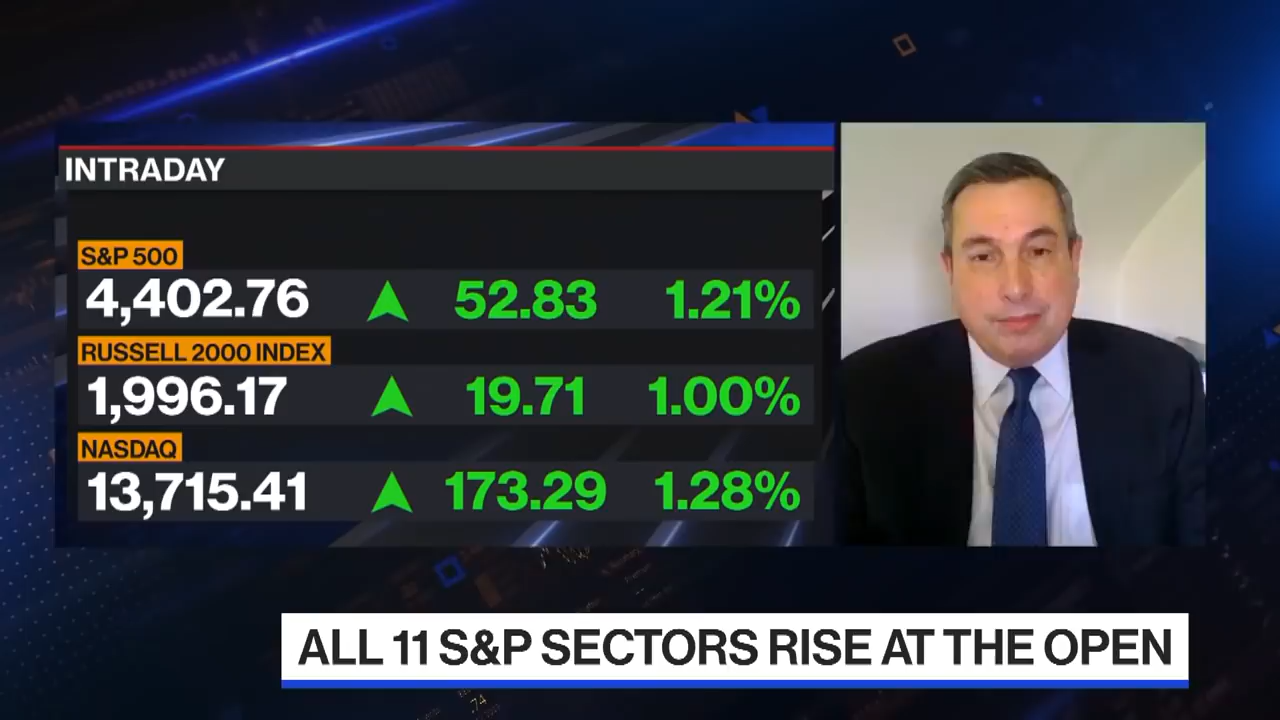 INTRADAY
S&P 500
4,402.76 ▲ 52.83 1.21%
RUSSELL 2000 INDEX
1,996.17 ▲ 19.71 1.00%
NASDAQ
13,715.41 ▲ 173.29 1.28%
ALL 11 S&P SECTORS RISE AT THE OPEN
.74